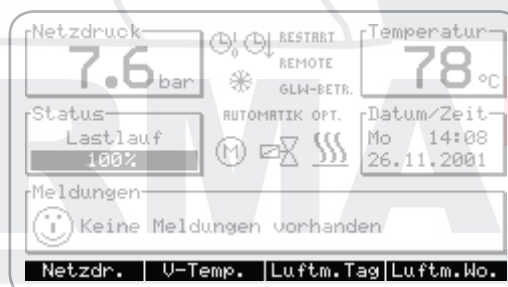 Netzdruck
7.6 bar
RESTART
REMOTE
GLW-BETR.
AUTOMATIK OPT.
Temperatur
78 °C
Status
Lastlauf
100%
M
Datum/Zeit
Mo 14:08
26.11.2001
Meldungen
i Keine Meldungen vorhanden
Netzdr. V-Temp. Luftm.Tag Luftm.Wo.
RMA